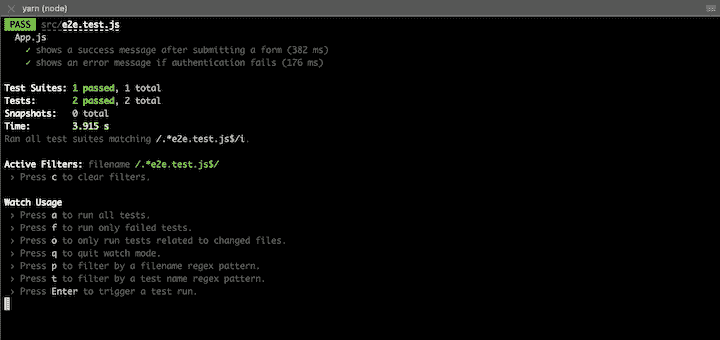 yarn (node)
PASS src/e2e.test.js
App.js
✓ shows a success message after submitting a form (382 ms)
✓ shows an error message if authentication fails (176 ms)
Test Suites: 1 passed, 1 total
Tests: 2 passed, 2 total
Snapshots: 0 total
Time: 3.915 s
Ran all test suites matching /.*e2e.test.js$/i.
Active Filters: filename /.*e2e.test.js$/
› Press c to clear filters.
Watch Usage
› Press a to run all tests.
› Press f to run only failed tests.
› Press o to only run tests related to changed files.
› Press q to quit watch mode.
› Press p to filter by a filename regex pattern.
› Press t to filter by a test name regex pattern.
› Press Enter to trigger a test run.